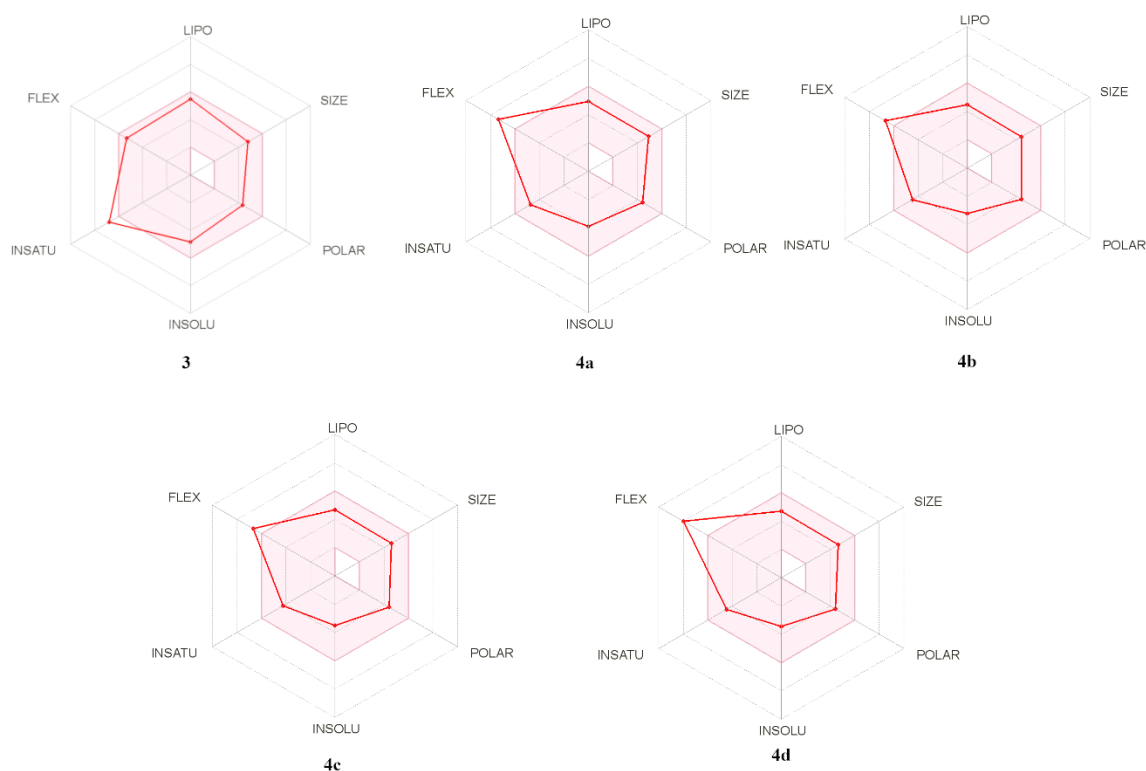 LIPO
FLEX
SIZE
INSATU
POLAR
INSOLU
3
LIPO
FLEX
SIZE
INSATU
POLAR
INSOLU
4a
LIPO
FLEX
SIZE
INSATU
POLAR
INSOLU
4b
LIPO
FLEX
SIZE
INSATU
POLAR
INSOLU
4c
LIPO
FLEX
SIZE
INSATU
POLAR
INSOLU
4d